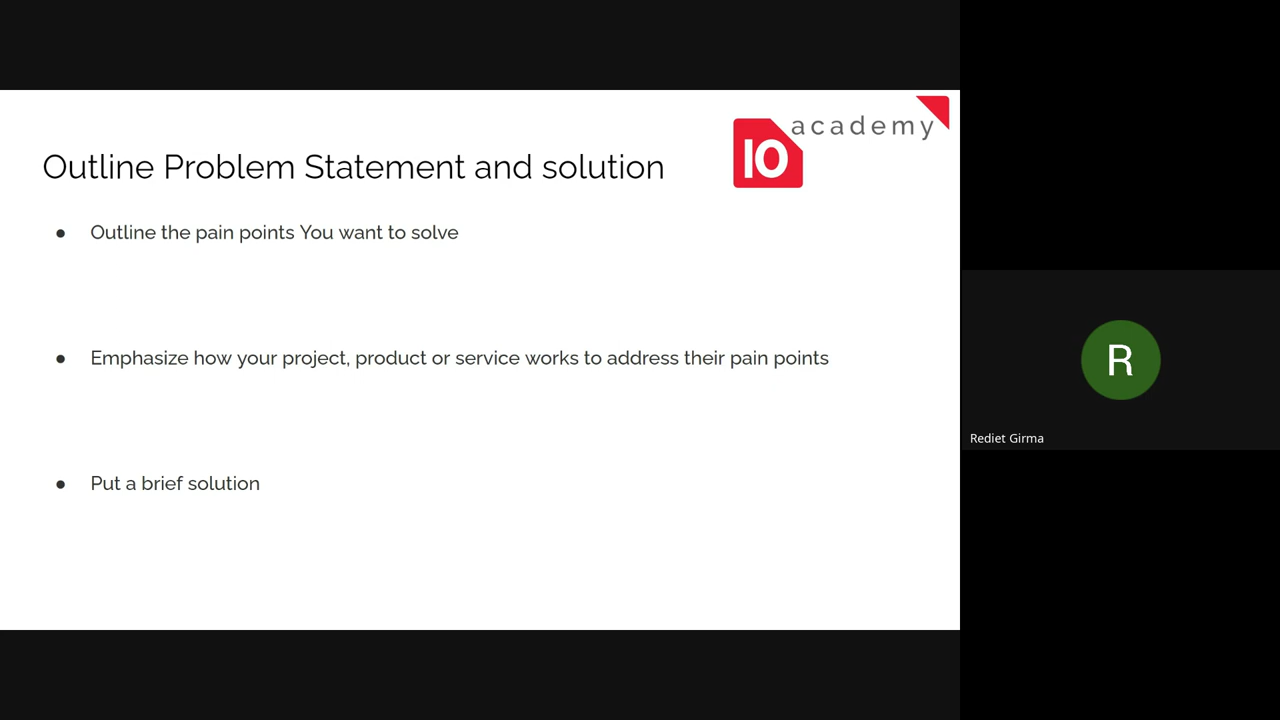 academy
10
Outline Problem Statement and solution
● Outline the pain points You want to solve
● Emphasize how your project, product or service works to address their pain points
● Put a brief solution
R
Rediet Girma